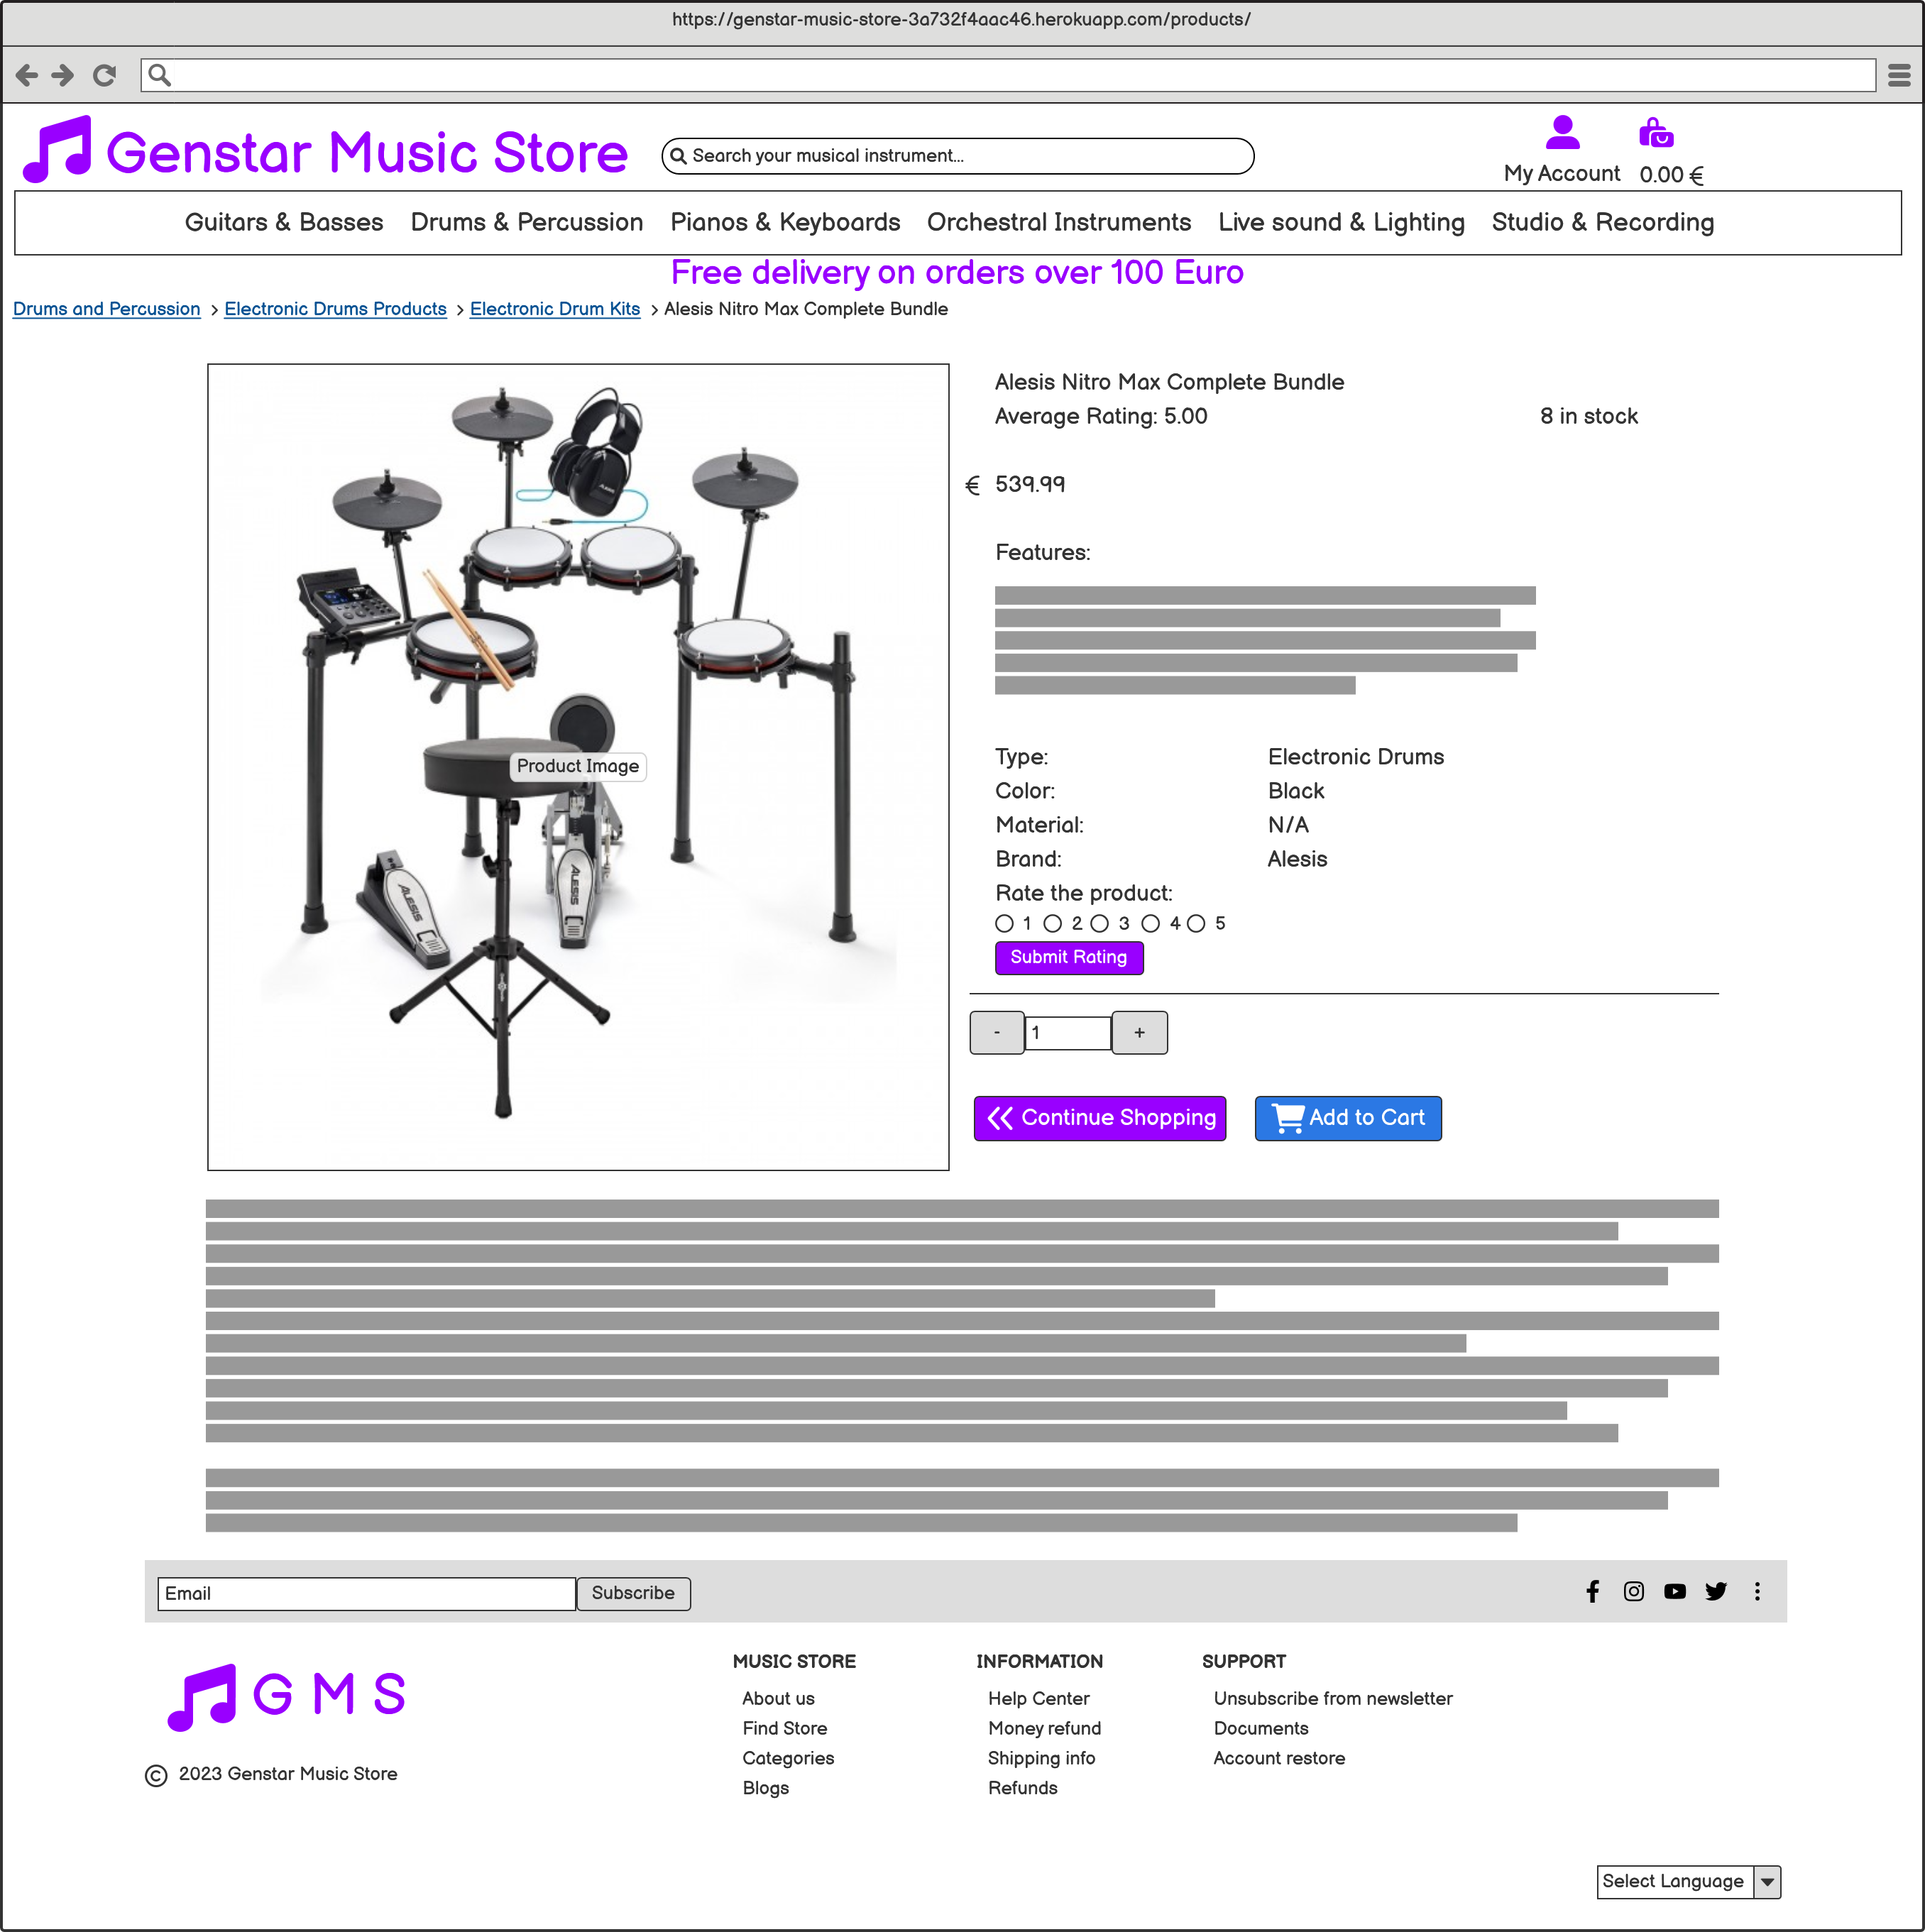 https://genstar-music-store-3a732f4aac46.herokuapp.com/products/
Genstar Music Store
Search your musical instrument...
My Account 0.00 €
Guitars & Basses Drums & Percussion Pianos & Keyboards Orchestral Instruments Live sound & Lighting Studio & Recording
Free delivery on orders over 100 Euro
Drums and Percussion > Electronic Drums Products > Electronic Drum Kits > Alesis Nitro Max Complete Bundle
Alesis Nitro Max Complete Bundle
Average Rating: 5.00 8 in stock
€ 539.99
Features:
Product Image
ALESIS
ALESIS
Type: Electronic Drums
Color: Black
Material: N/A
Brand: Alesis
Rate the product:
1 2 3 4 5
Submit Rating
- 1 +
Continue Shopping Add to Cart
Email Subscribe
G M S
© 2023 Genstar Music Store
MUSIC STORE
About us
Find Store
Categories
Blogs
INFORMATION
Help Center
Money refund
Shipping info
Refunds
SUPPORT
Unsubscribe from newsletter
Documents
Account restore
Select Language